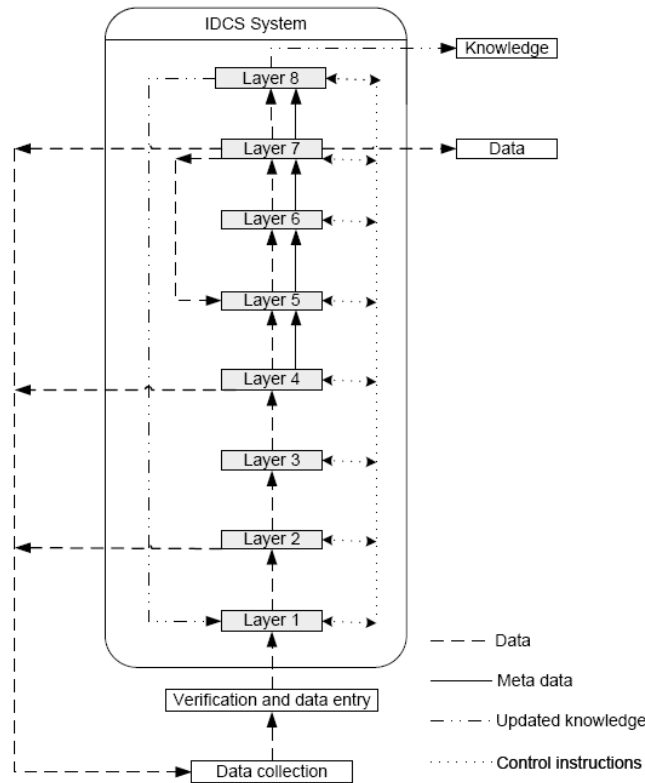 IDCS System
Knowledge
Layer 8
Layer 7
Data
Layer 6
Layer 5
Layer 4
Layer 3
Layer 2
Layer 1
Data
Meta data
Verification and data entry
Updated knowledge
Control instructions
Data collection